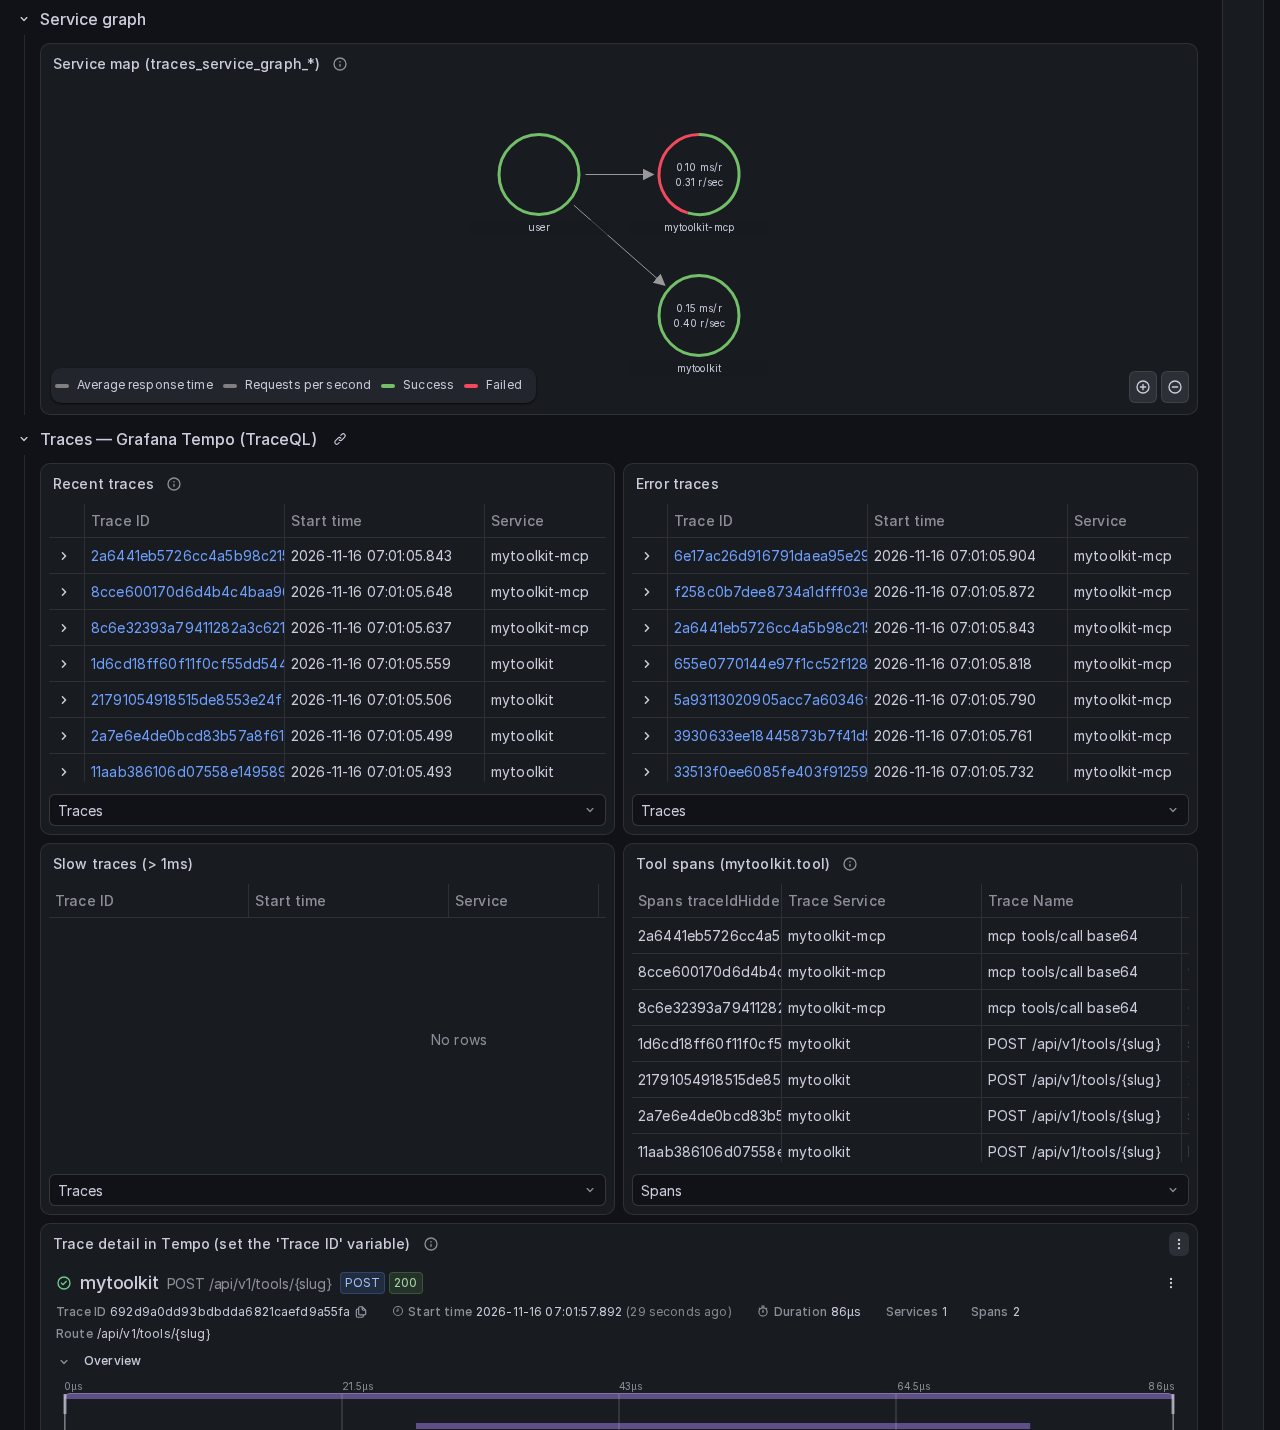 Service graph
Service map (traces_service_graph_*)
0.10 ms/r
0.31 r/sec
user
mytoolkit-mcp
0.15 ms/r
0.40 r/sec
mytoolkit
Average response time Requests per second Success Failed
Traces — Grafana Tempo (TraceQL)
Recent traces
Trace ID Start time Service
2a6441eb5726cc4a5b98c215 2026-11-16 07:01:05.843 mytoolkit-mcp
8cce600170d6d4b4c4baa90 2026-11-16 07:01:05.648 mytoolkit-mcp
8c6e32393a79411282a3c621 2026-11-16 07:01:05.637 mytoolkit-mcp
1d6cd18ff60f11f0cf55dd544 2026-11-16 07:01:05.559 mytoolkit
21791054918515de8553e24f 2026-11-16 07:01:05.506 mytoolkit
2a7e6e4de0bcd83b57a8f61 2026-11-16 07:01:05.499 mytoolkit
11aab386106d07558e149589 2026-11-16 07:01:05.493 mytoolkit
Traces
Error traces
Trace ID Start time Service
6e17ac26d916791daea95e29 2026-11-16 07:01:05.904 mytoolkit-mcp
f258c0b7dee8734a1dfff03e 2026-11-16 07:01:05.872 mytoolkit-mcp
2a6441eb5726cc4a5b98c215 2026-11-16 07:01:05.843 mytoolkit-mcp
655e0770144e97f1cc52f128 2026-11-16 07:01:05.818 mytoolkit-mcp
5a93113020905acc7a60346f 2026-11-16 07:01:05.790 mytoolkit-mcp
3930633ee18445873b7f41d5 2026-11-16 07:01:05.761 mytoolkit-mcp
33513f0ee6085fe403f91259 2026-11-16 07:01:05.732 mytoolkit-mcp
Traces
Slow traces (> 1ms)
Trace ID Start time Service
No rows
Traces
Tool spans (mytoolkit.tool)
Spans traceIdHidde Trace Service Trace Name
2a6441eb5726cc4a5 mytoolkit-mcp mcp tools/call base64
8cce600170d6d4b4c mytoolkit-mcp mcp tools/call base64
8c6e32393a79411282 mytoolkit-mcp mcp tools/call base64
1d6cd18ff60f11f0cf5 mytoolkit POST /api/v1/tools/{slug}
21791054918515de85 mytoolkit POST /api/v1/tools/{slug}
2a7e6e4de0bcd83b5 mytoolkit POST /api/v1/tools/{slug}
11aab386106d07558e mytoolkit POST /api/v1/tools/{slug}
Spans
Trace detail in Tempo (set the 'Trace ID' variable)
mytoolkit POST /api/v1/tools/{slug} POST 200
Trace ID 692d9a0dd93bdbdda6821caefd9a55fa Start time 2026-11-16 07:01:57.892 (29 seconds ago) Duration 86μs Services 1 Spans 2
Route /api/v1/tools/{slug}
Overview
0μs 21.5μs 43μs 64.5μs 86μs